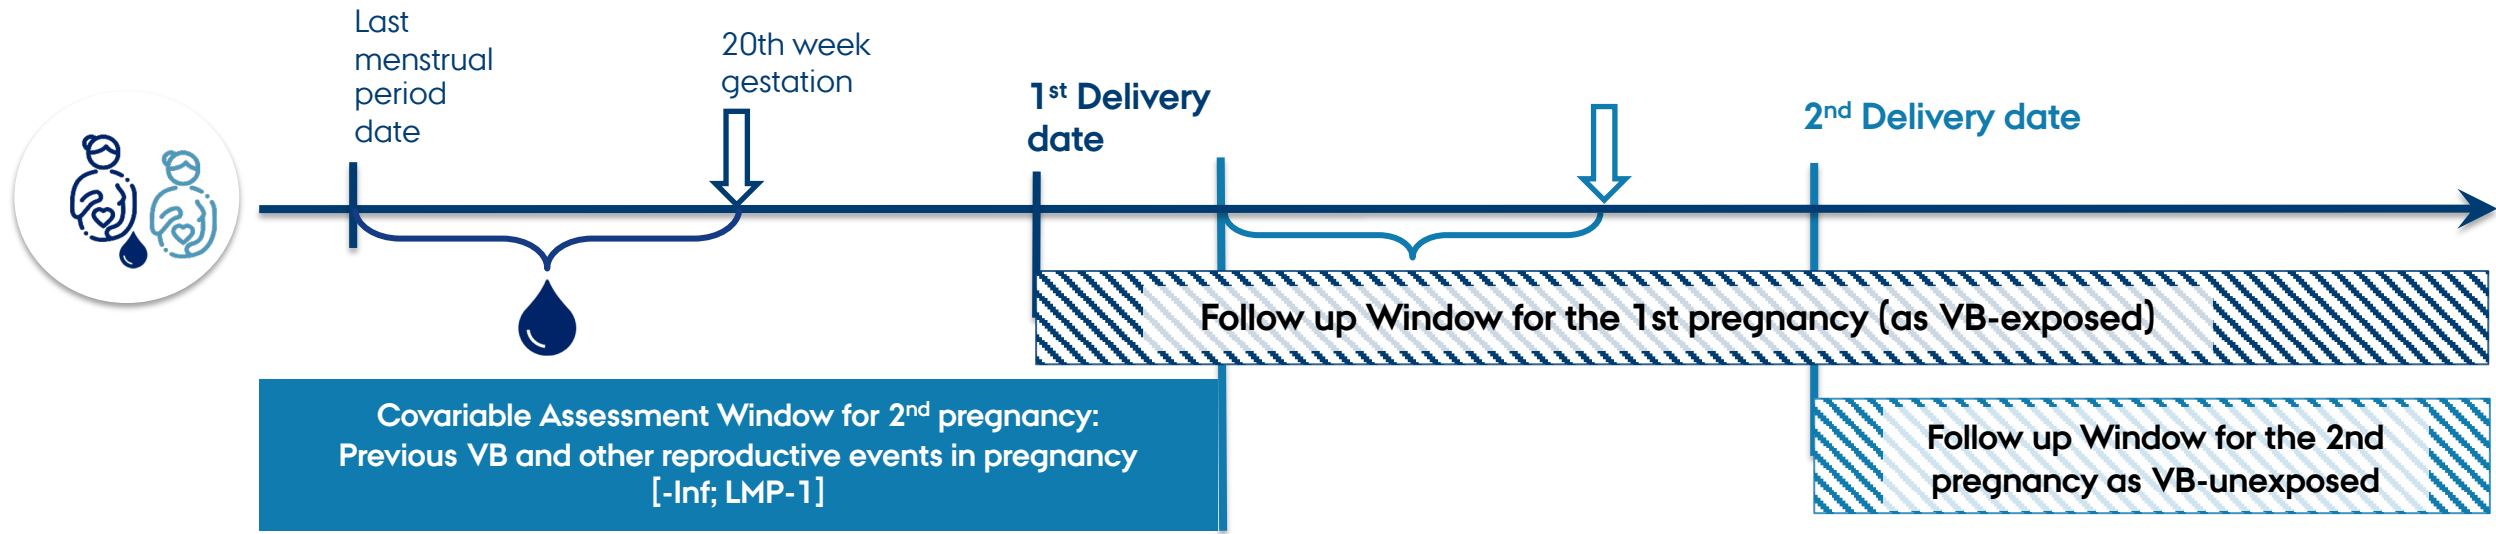 Last
menstrual
period
date
20th week
gestation
1st Delivery
date
2nd Delivery date
Follow up Window for the 1st pregnancy (as VB-exposed)
Covariable Assessment Window for 2nd pregnancy:
Previous VB and other reproductive events in pregnancy
[-Inf; LMP-1]
Follow up Window for the 2nd
pregnancy as VB-unexposed